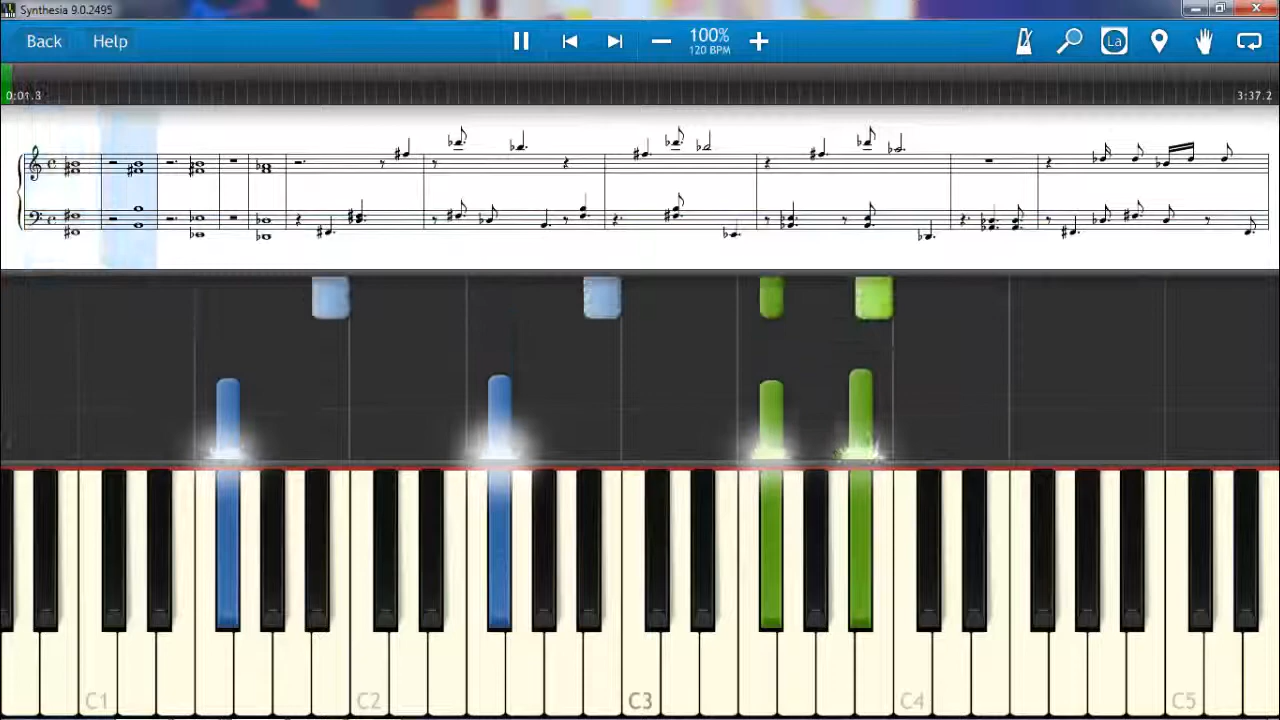 Synthesia 9.0.2495
Back Help 100% La
120 BPM
0:01.8 3:37.2
C1 C2 C3 C4 C5